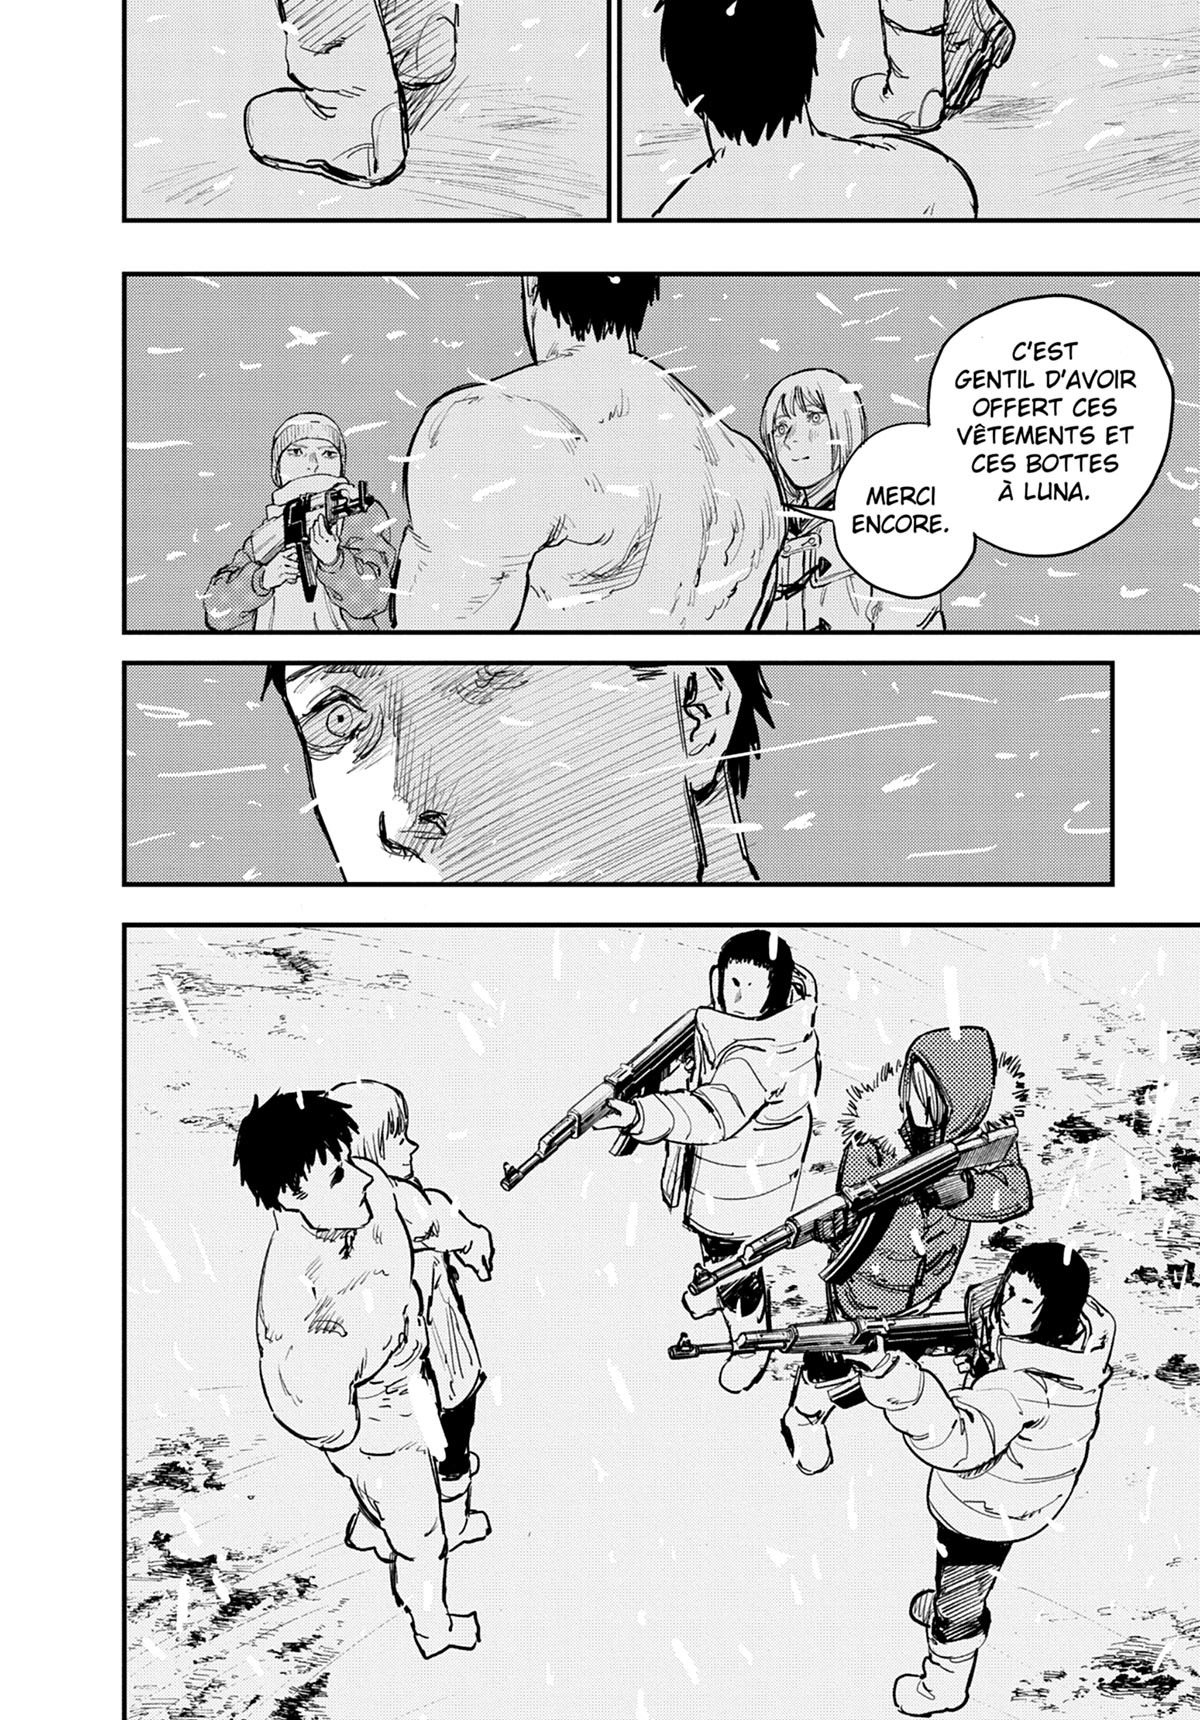 C'EST
GENTIL D'AVOIR
OFFERT CES
VÊTEMENTS ET
CES BOTTES
À LUNA.
MERCI
ENCORE.